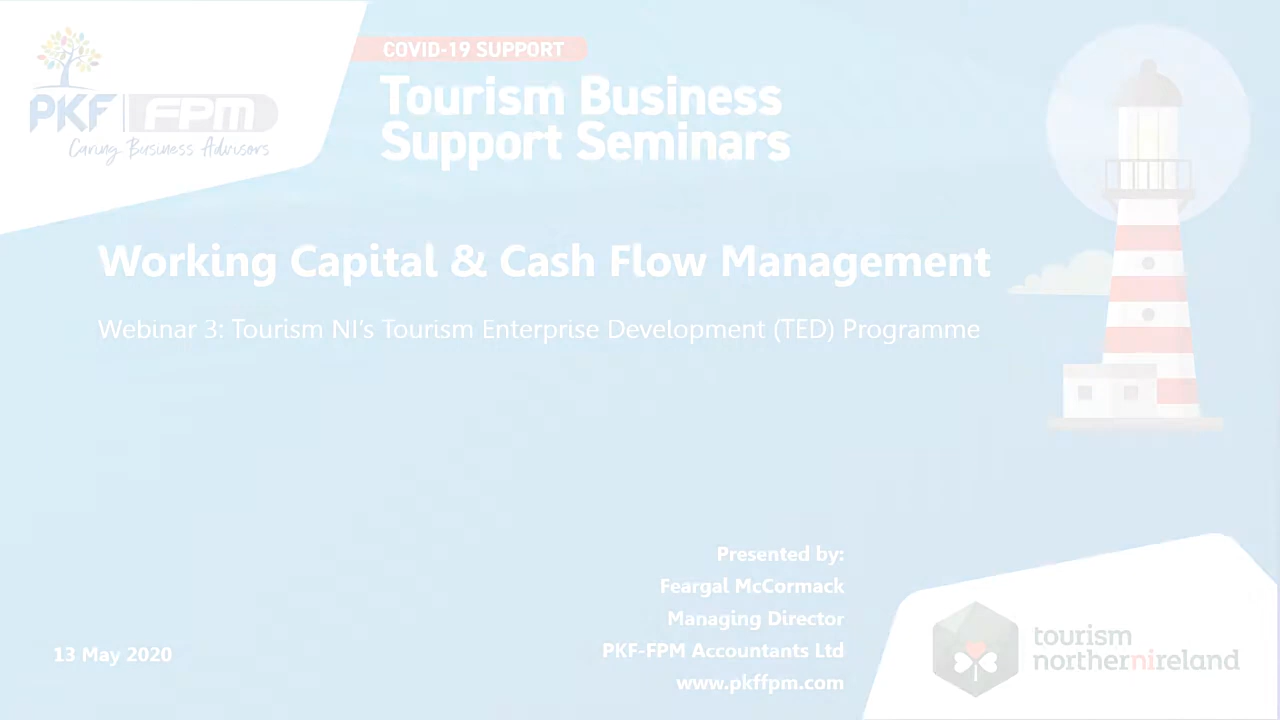 PKF FPM
Caring Business Advisors
COVID-19 SUPPORT
Tourism Business
Support Seminars
Working Capital & Cash Flow Management
Webinar 3: Tourism NI's Tourism Enterprise Development (TED) Programme
Presented by:
Feargal McCormack
Managing Director
PKF-FPM Accountants Ltd
www.pkffpm.com
13 May 2020
tourism
northernireland